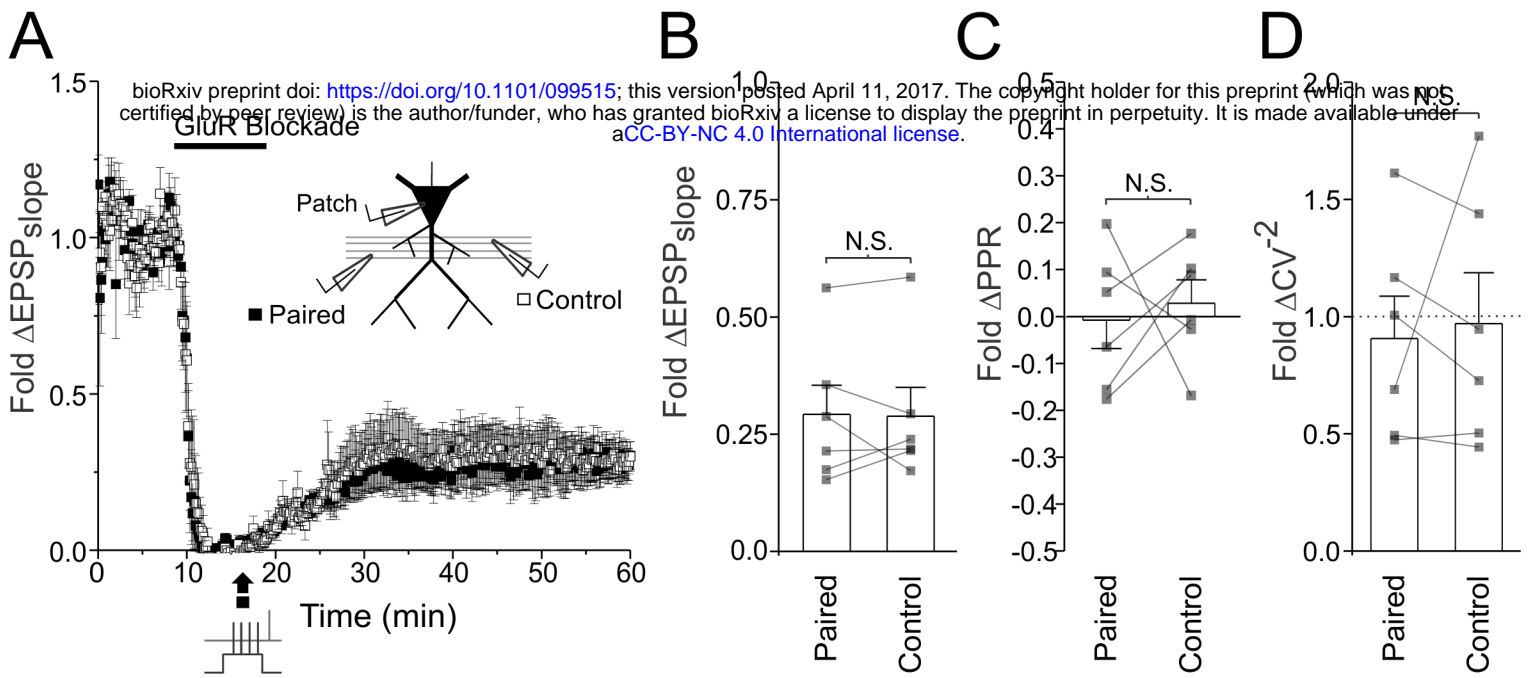 A
B
C
D
bioRxiv preprint doi: https://doi.org/10.1101/099515; this version posted April 11, 2017. The copyright holder for this preprint (which was not
certified by peer review) is the author/funder, who has granted bioRxiv a license to display the preprint in perpetuity. It is made available under
aCC-BY-NC 4.0 International license.
Fold ΔEPSPslope
1.5
1.0
0.5
0.0
GluR Blockade
Patch
Paired
Control
0
10
20
30
40
50
60
Time (min)
Fold ΔEPSPslope
1.0
0.75
0.50
0.25
0.0
N.S.
Paired
Control
Fold ΔPPR
0.5
0.4
0.3
0.2
0.1
0.0
-0.1
-0.2
-0.3
-0.4
-0.5
N.S.
Paired
Control
Fold ΔCV-2
2.0
1.5
1.0
0.5
0.0
N.S.
Paired
Control